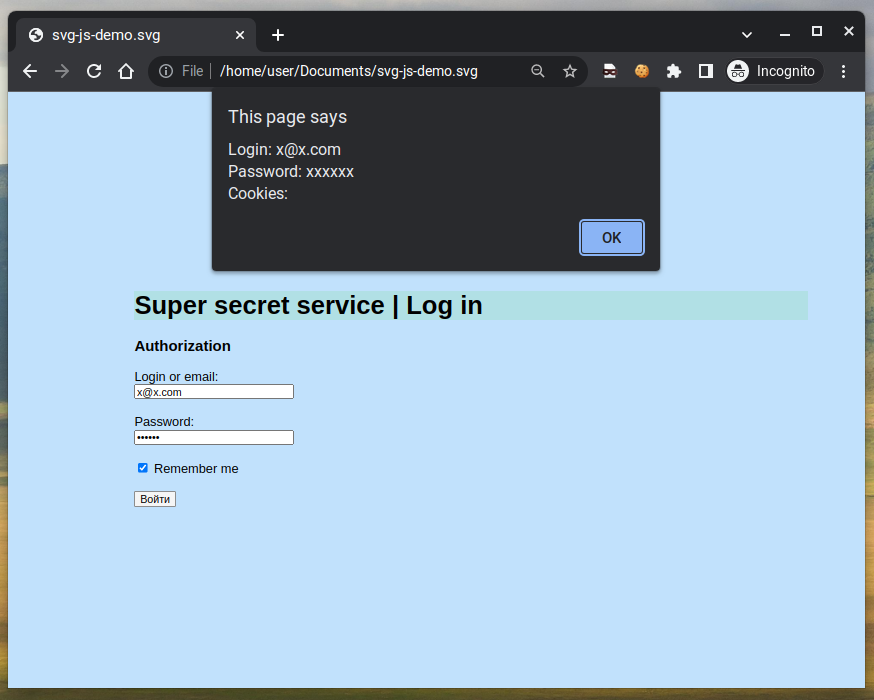 svg-js-demo.svg
File | /home/user/Documents/svg-js-demo.svg
Incognito
This page says
Login: x@x.com
Password: xxxxxx
Cookies:
OK
Super secret service | Log in
Authorization
Login or email:
x@x.com
Password:
••••••
Remember me
Войти